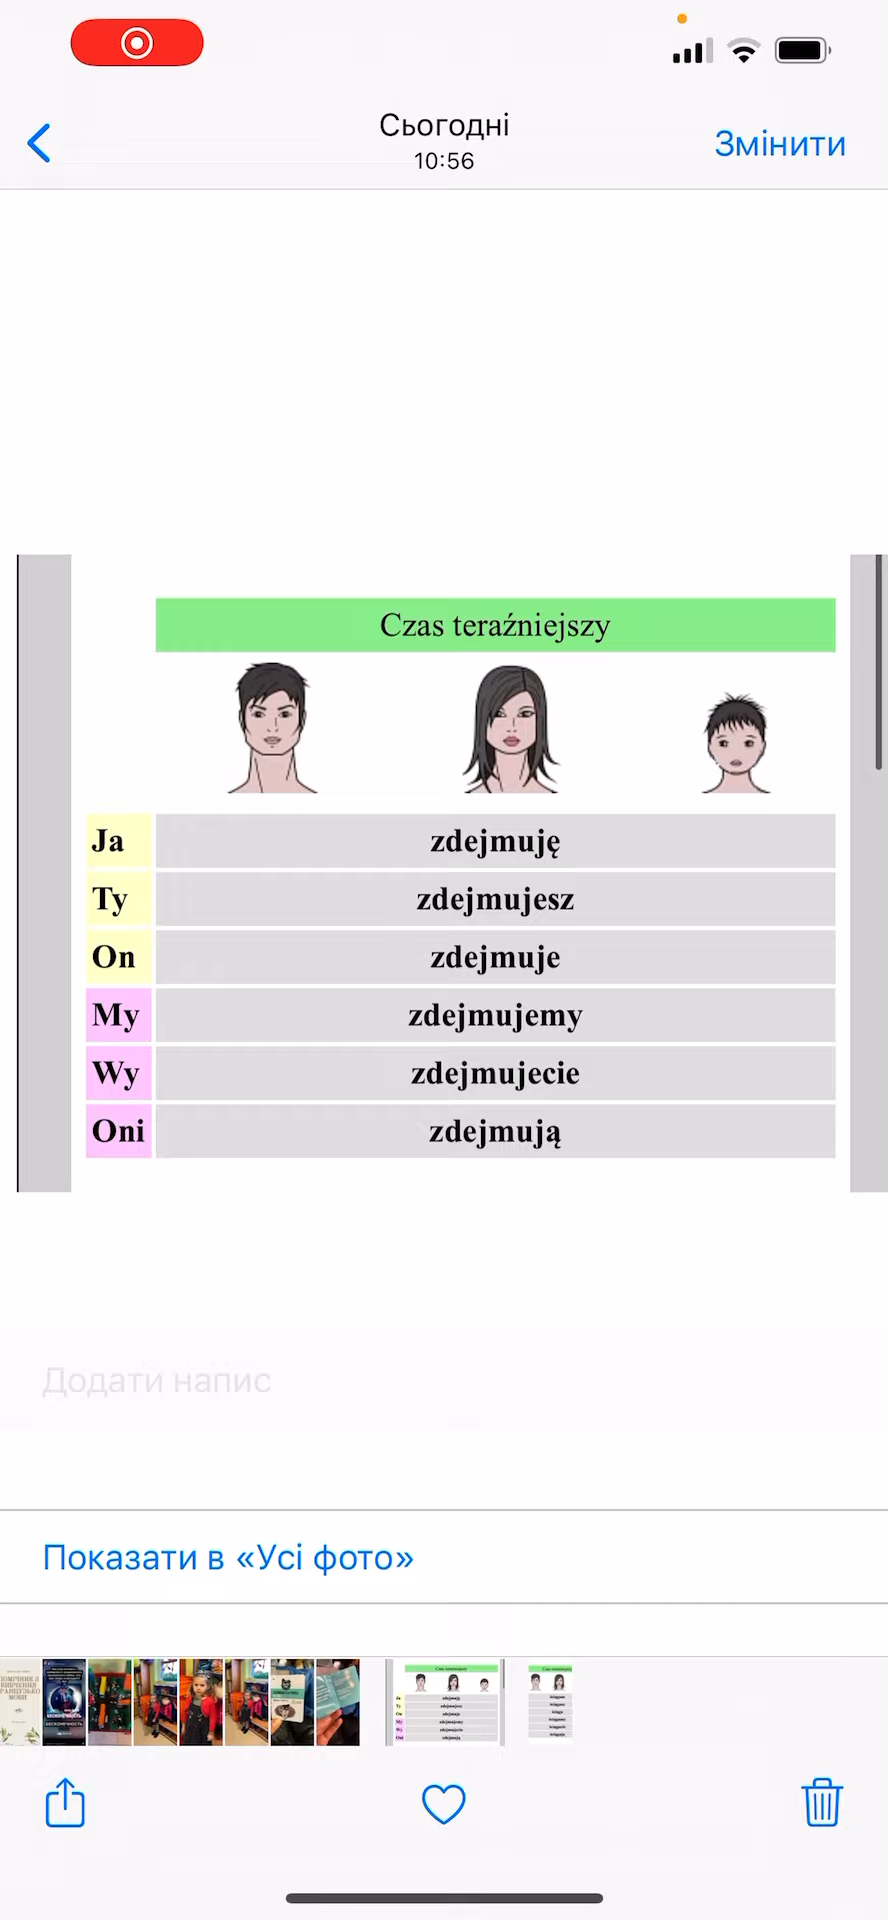 Сьогодні
10:56
Змінити
Czas teraźniejszy
Ja zdejmuję
Ty zdejmujesz
On zdejmuje
My zdejmujemy
Wy zdejmujecie
Oni zdejmują
Додати напис
Показати в «Усі фото»